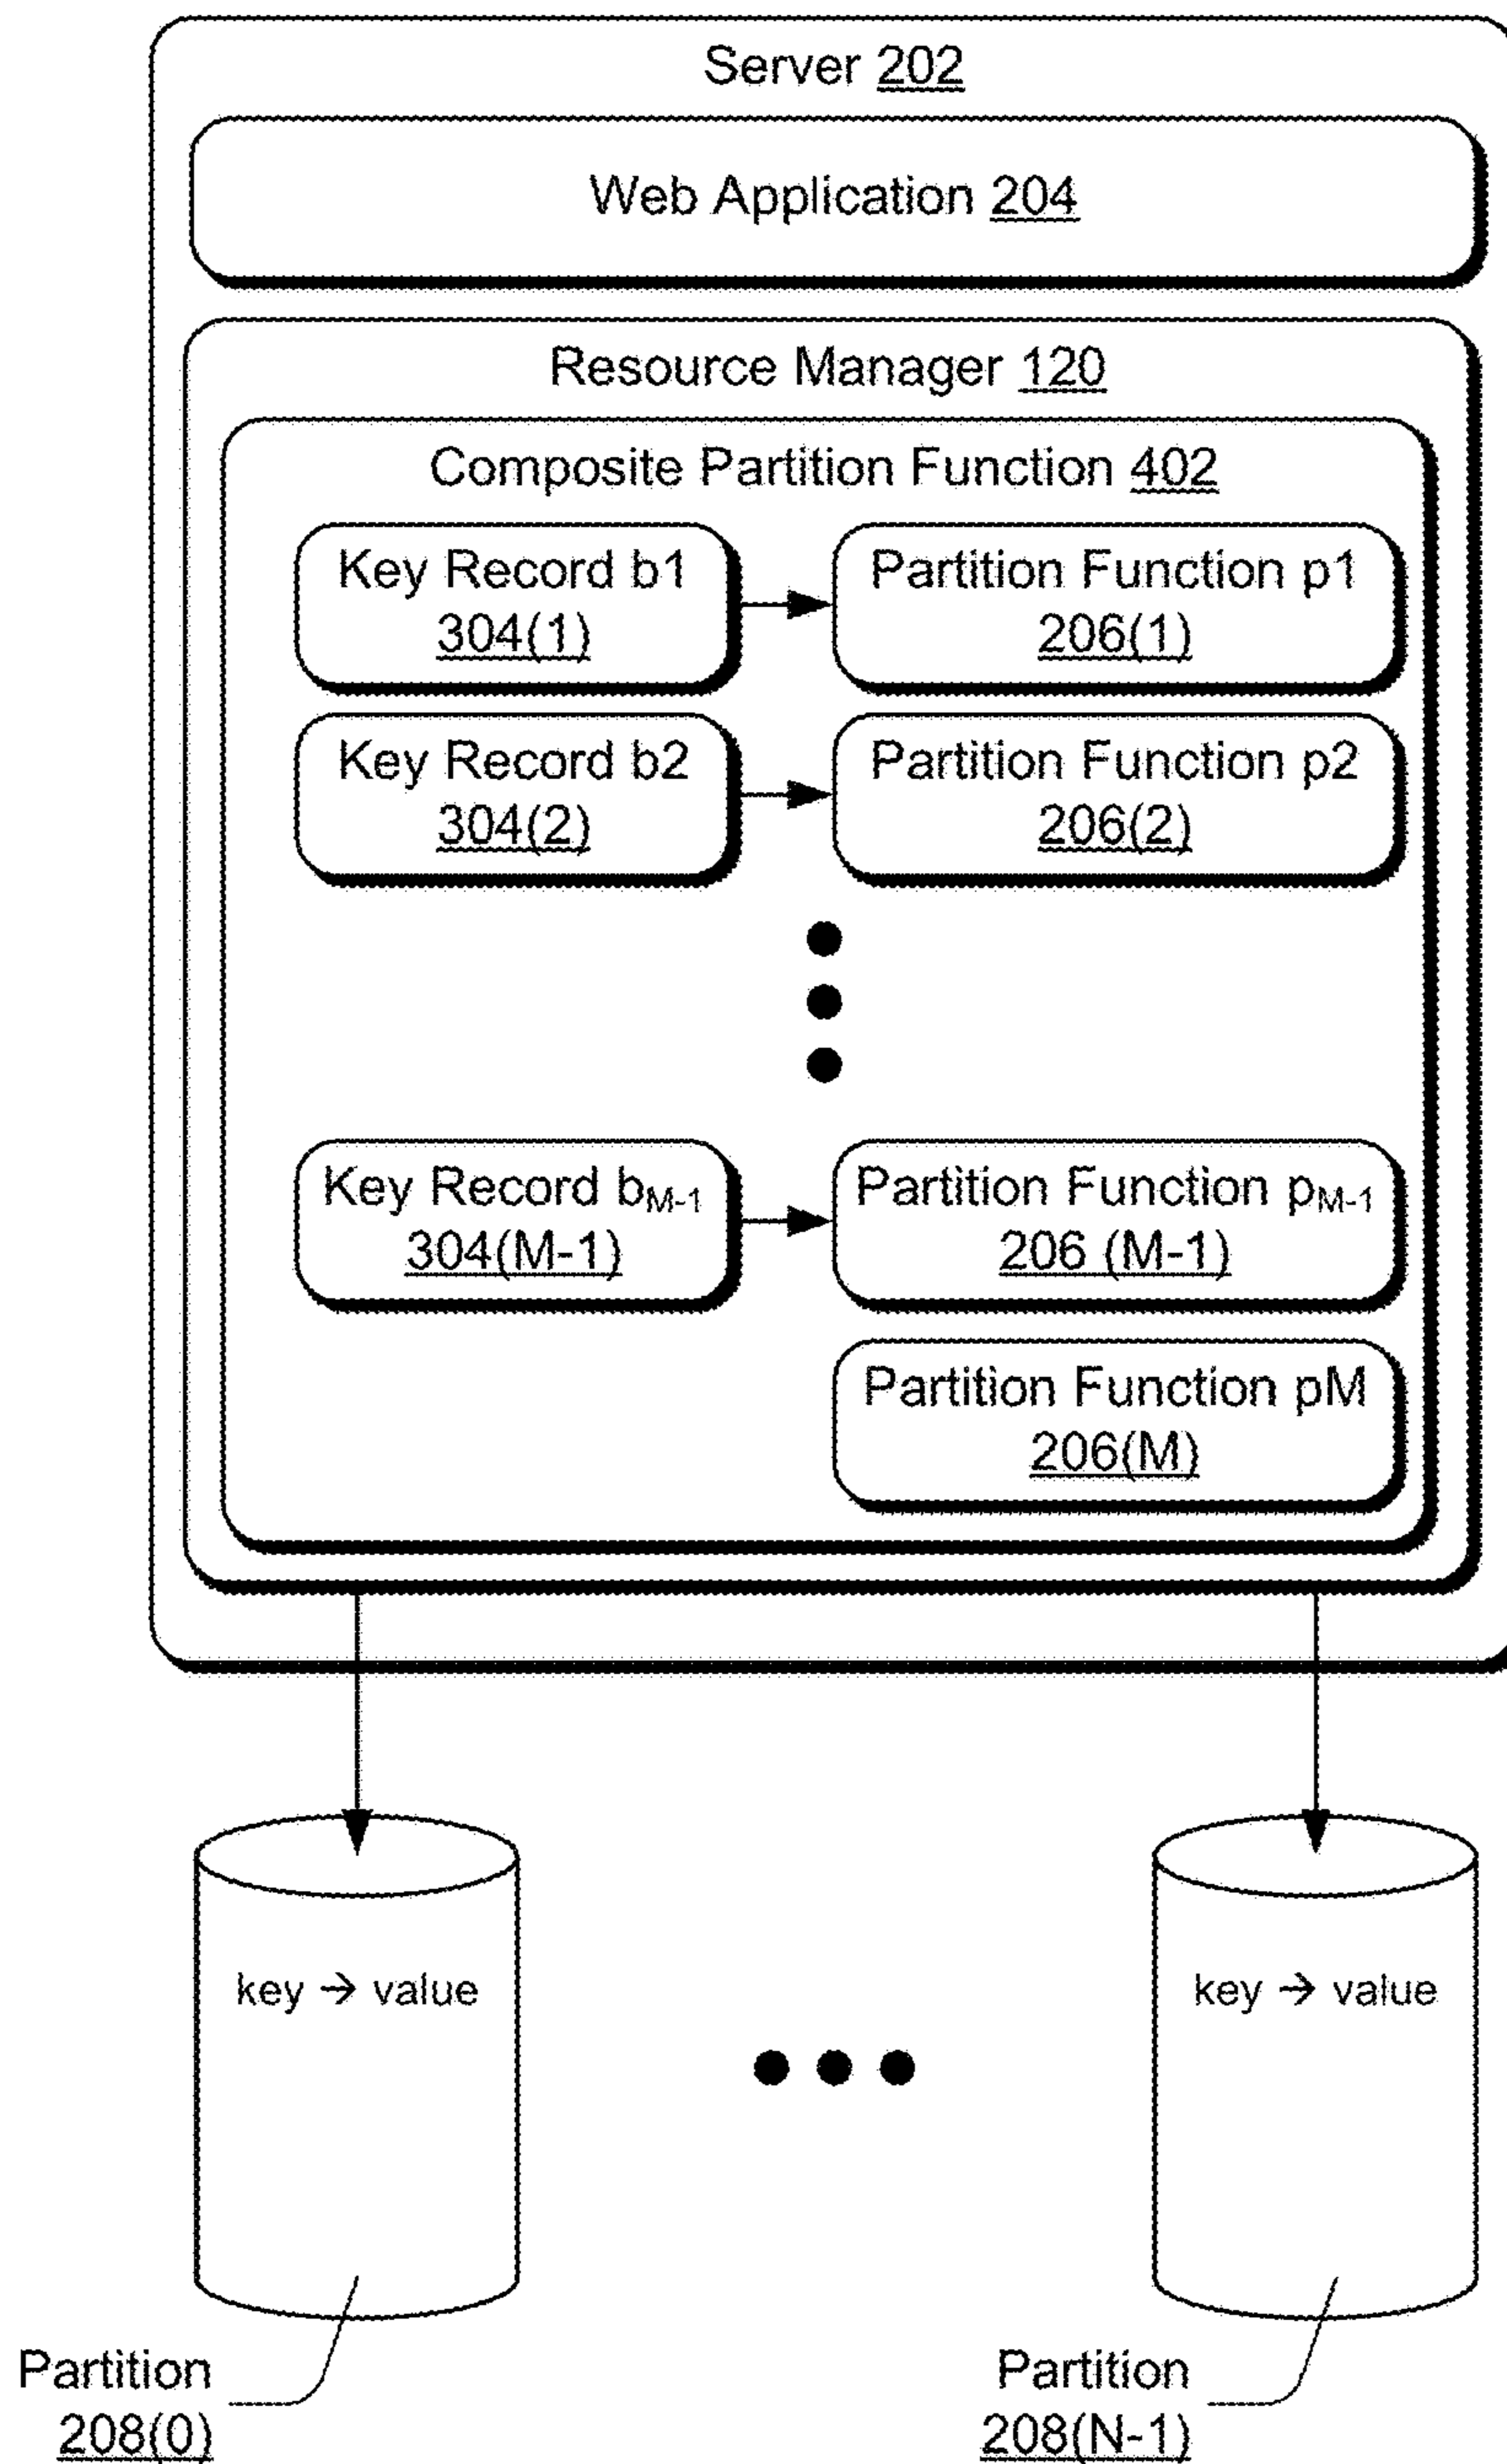 Server 202
Web Application 204
Resource Manager 120
Composite Partition Function 402
Key Record b1
304(1)
Partition Function p1
206(1)
Key Record b2
304(2)
Partition Function p2
206(2)
Key Record bM-1
304(M-1)
Partition Function pM-1
206 (M-1)
Partition Function pM
206(M)
key → value
key → value
Partition
208(0)
Partition
208(N-1)